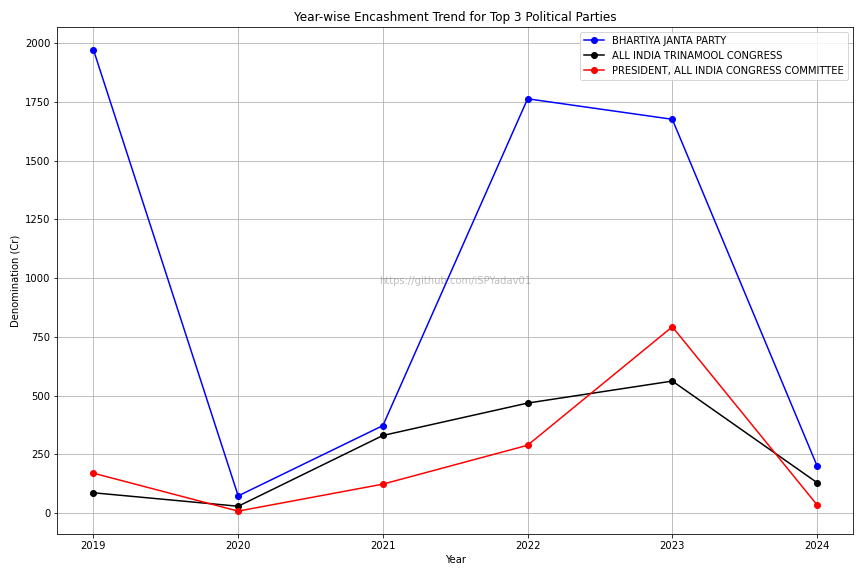 Year-wise Encashment Trend for Top 3 Political Parties
BHARTIYA JANTA PARTY
ALL INDIA TRINAMOOL CONGRESS
PRESIDENT, ALL INDIA CONGRESS COMMITTEE
2000
1750
1500
1250
1000
750
500
250
0
Denomination (Cr)
https://github.com/iSPYadav01
2019 2020 2021 2022 2023 2024
Year